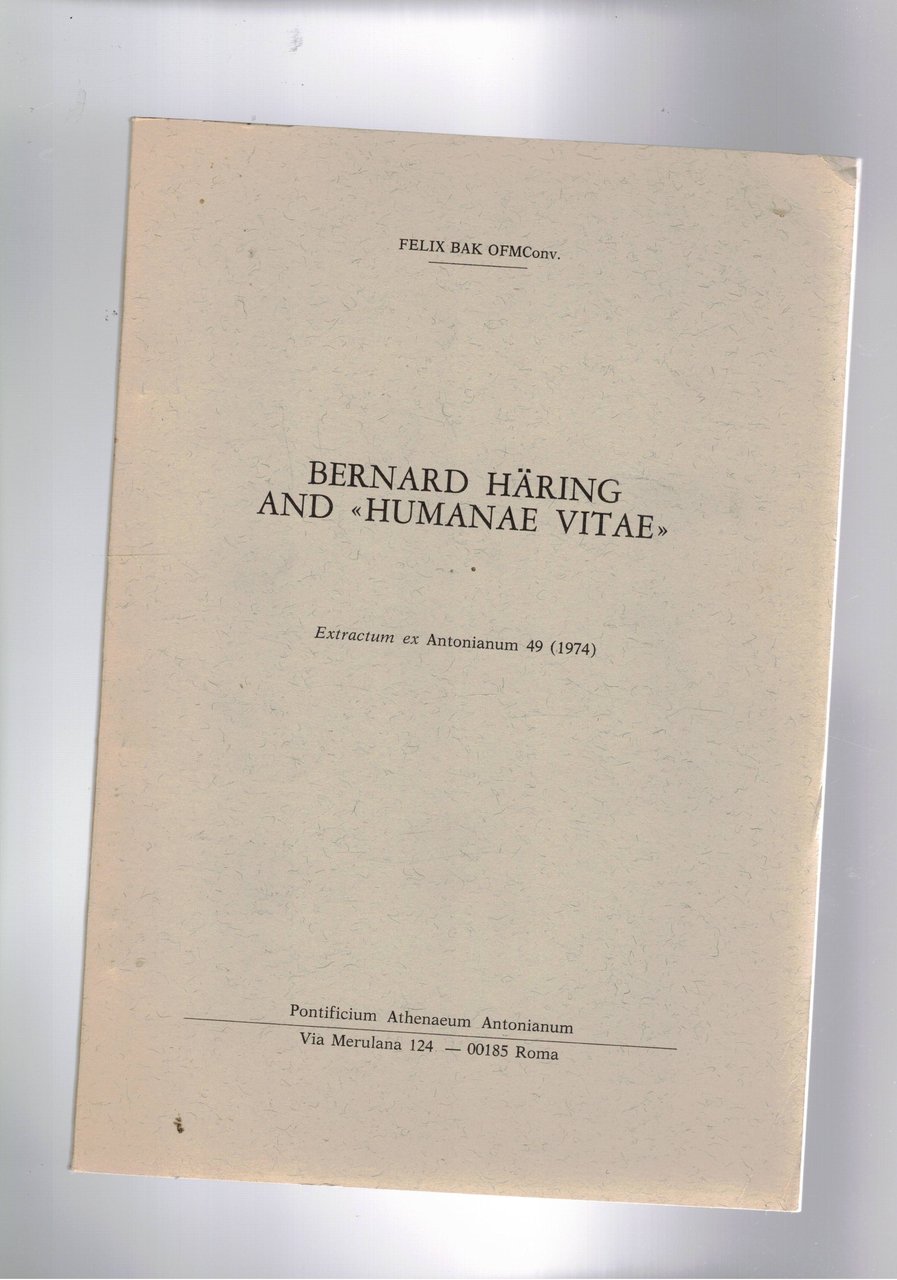 FELIX BAK OFMConv.
BERNARD HÄRING
AND «HUMANAE VITAE»
Extractum ex Antonianum 49 (1974)
Pontificium Athenaeum Antonianum
Via Merulana 124 — 00185 Roma